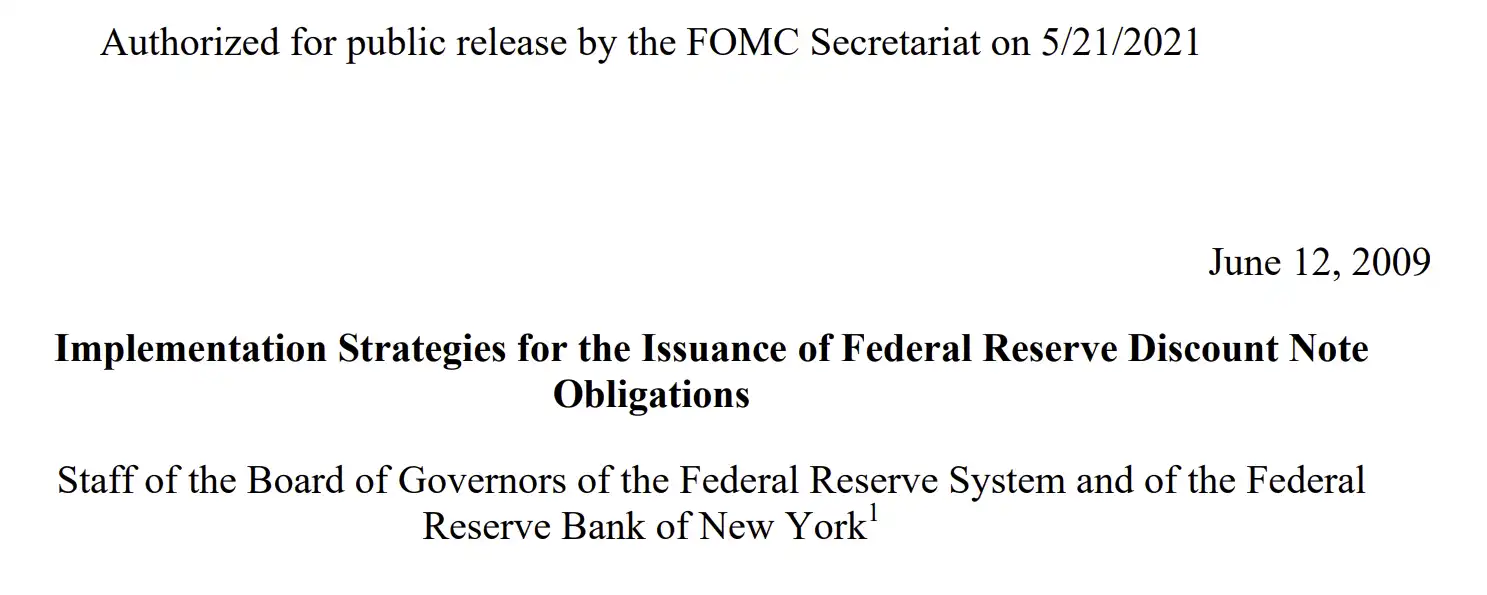 Authorized for public release by the FOMC Secretariat on 5/21/2021
June 12, 2009
Implementation Strategies for the Issuance of Federal Reserve Discount Note
Obligations
Staff of the Board of Governors of the Federal Reserve System and of the Federal
Reserve Bank of New York¹